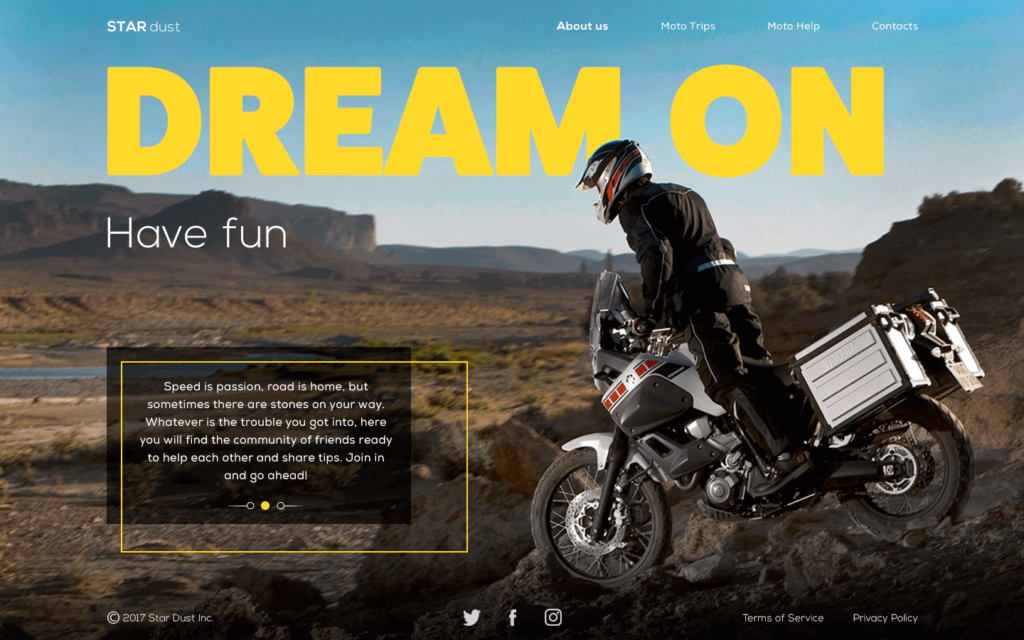 STAR dust
About us
Moto Trips
Moto Help
Contacts
DREAM ON
Have fun
Speed is passion, road is home, but
sometimes there are stones on your way.
Whatever is the trouble you got into, here
you will find the community of friends ready
to help each other and share tips. Join in
and go ahead!
© 2017 Star Dust Inc.
Terms of Service
Privacy Policy